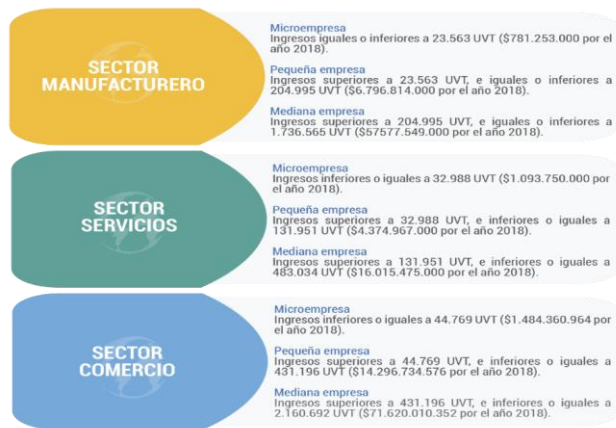 SECTOR
MANUFACTURERO
Microempresa
Ingresos iguales o inferiores a 23.563 UVT ($781.253.000 por el
año 2018).
Pequeña empresa
Ingresos superiores a 23.563 UVT, e iguales o inferiores a
204.995 UVT ($6.796.814.000 por el año 2018).
Mediana empresa
Ingresos superiores a 204.995 UVT, e iguales o inferiores a
1.736.565 UVT ($57577.549.000 por el año 2018).
SECTOR
SERVICIOS
Microempresa
Ingresos inferiores o iguales a 32.988 UVT ($1.093.750.000 por
el año 2018).
Pequeña empresa
Ingresos superiores a 32.988 UVT, e inferiores o iguales a
131.951 UVT ($4.374.967.000 por el año 2018).
Mediana empresa
Ingresos superiores a 131.951 UVT, e inferiores o iguales a
483.034 UVT ($16.015.475.000 por el año 2018).
SECTOR
COMERCIO
Microempresa
Ingresos inferiores o iguales a 44.769 UVT ($1.484.360.964 por
el año 2018).
Pequeña empresa
Ingresos superiores a 44.769 UVT, e inferiores o iguales a
431.196 UVT ($14.296.734.576 por el año 2018).
Mediana empresa
Ingresos superiores a 431.196 UVT, e inferiores o iguales a
2.160.692 UVT ($71.620.010.352 por el año 2018).